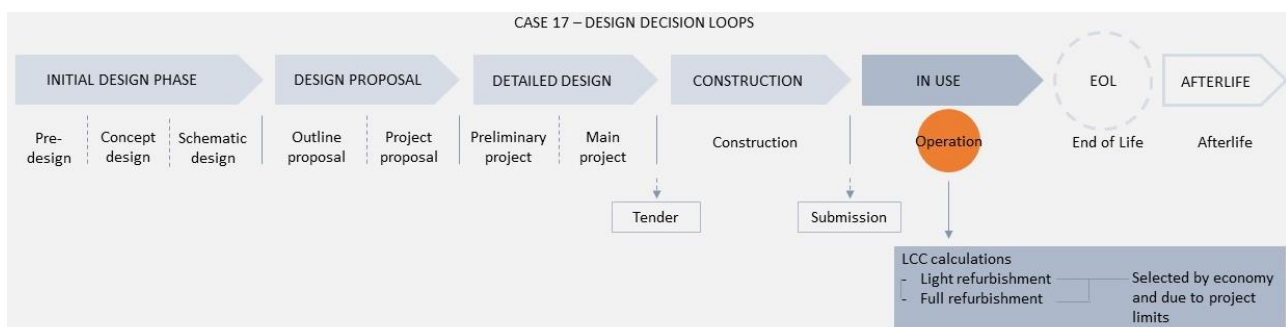 CASE 17 – DESIGN DECISION LOOPS
INITIAL DESIGN PHASE
DESIGN PROPOSAL
DETAILED DESIGN
CONSTRUCTION
IN USE
EOL
AFTERLIFE
Pre-
design
Concept
design
Schematic
design
Outline
proposal
Project
proposal
Preliminary
project
Main
project
Construction
Operation
End of Life
Afterlife
Tender
Submission
LCC calculations
- Light refurbishment
- Full refurbishment
Selected by economy
and due to project
limits